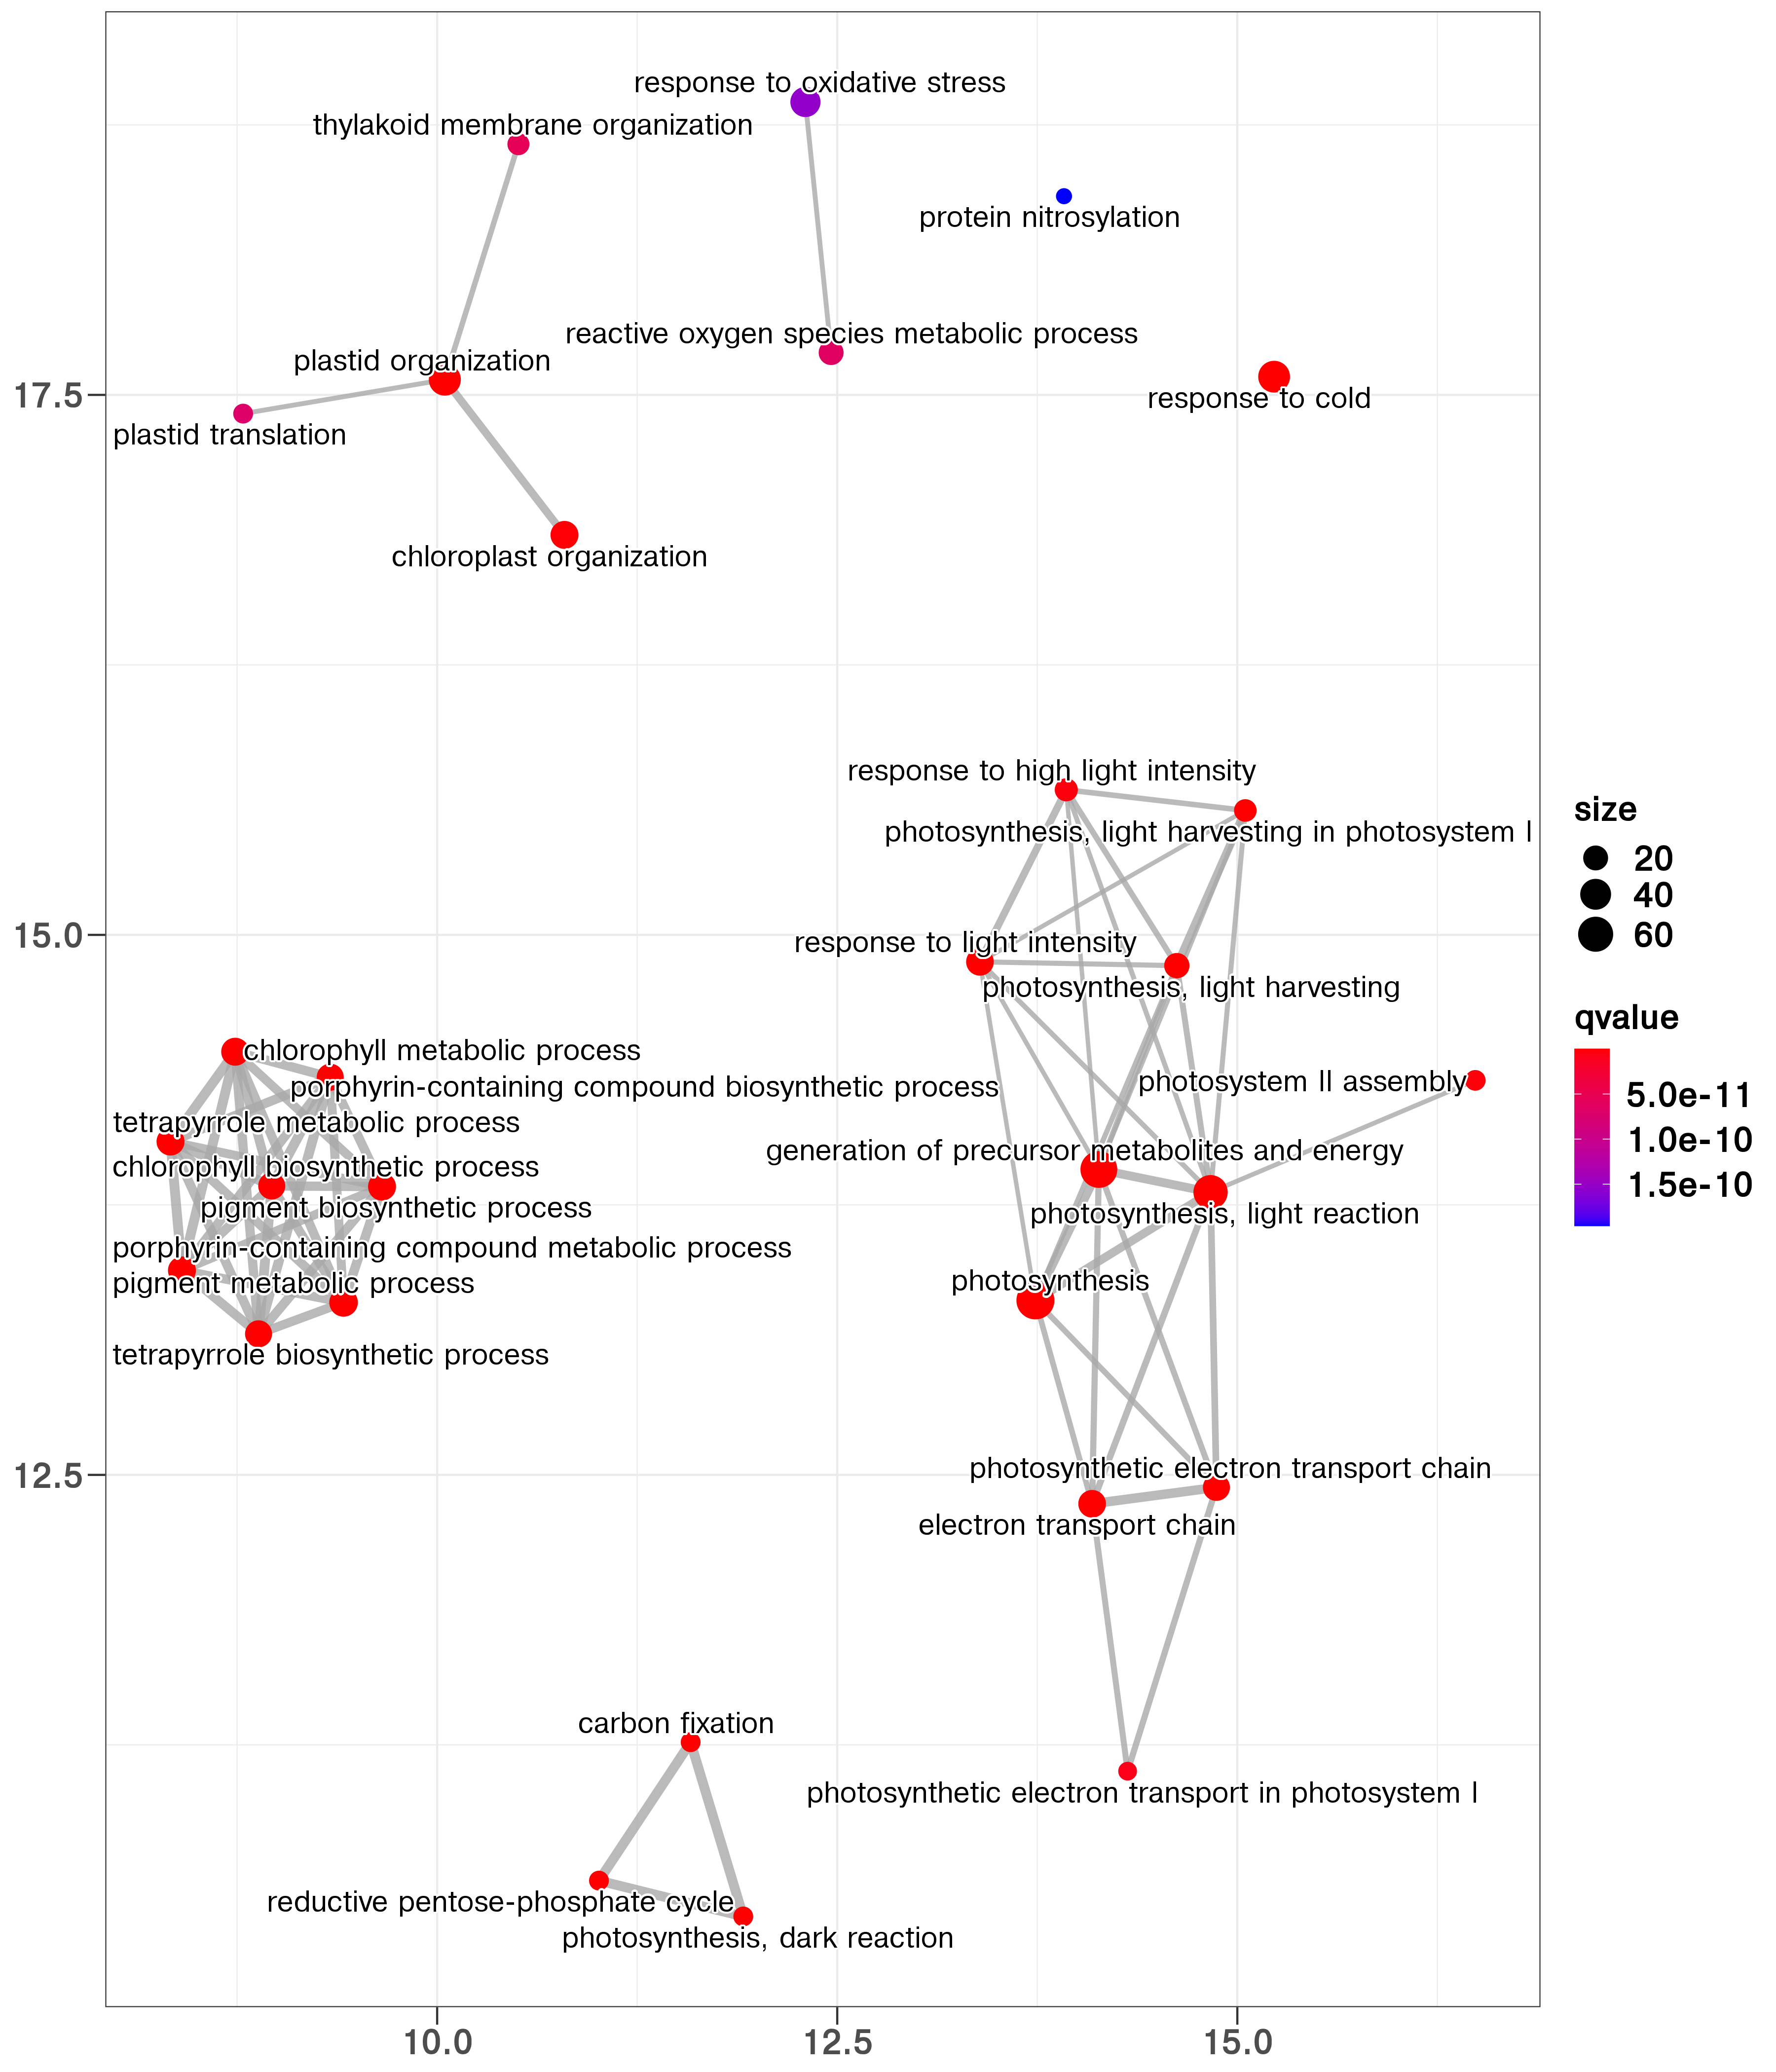 response to oxidative stress
thylakoid membrane organization
protein nitrosylation
reactive oxygen species metabolic process
plastid organization
17.5
response to cold
plastid translation
chloroplast organization
response to high light intensity
photosynthesis, light harvesting in photosystem I
15.0
response to light intensity
photosynthesis, light harvesting
chlorophyll metabolic process
porphyrin-containing compound biosynthetic process
photosystem II assembly
tetrapyrrole metabolic process
generation of precursor metabolites and energy
chlorophyll biosynthetic process
pigment biosynthetic process
photosynthesis, light reaction
porphyrin-containing compound metabolic process
pigment metabolic process
photosynthesis
tetrapyrrole biosynthetic process
12.5
photosynthetic electron transport chain
electron transport chain
carbon fixation
photosynthetic electron transport in photosystem I
reductive pentose-phosphate cycle
photosynthesis, dark reaction
10.0
12.5
15.0
size
20
40
60
qvalue
5.0e-11
1.0e-10
1.5e-10